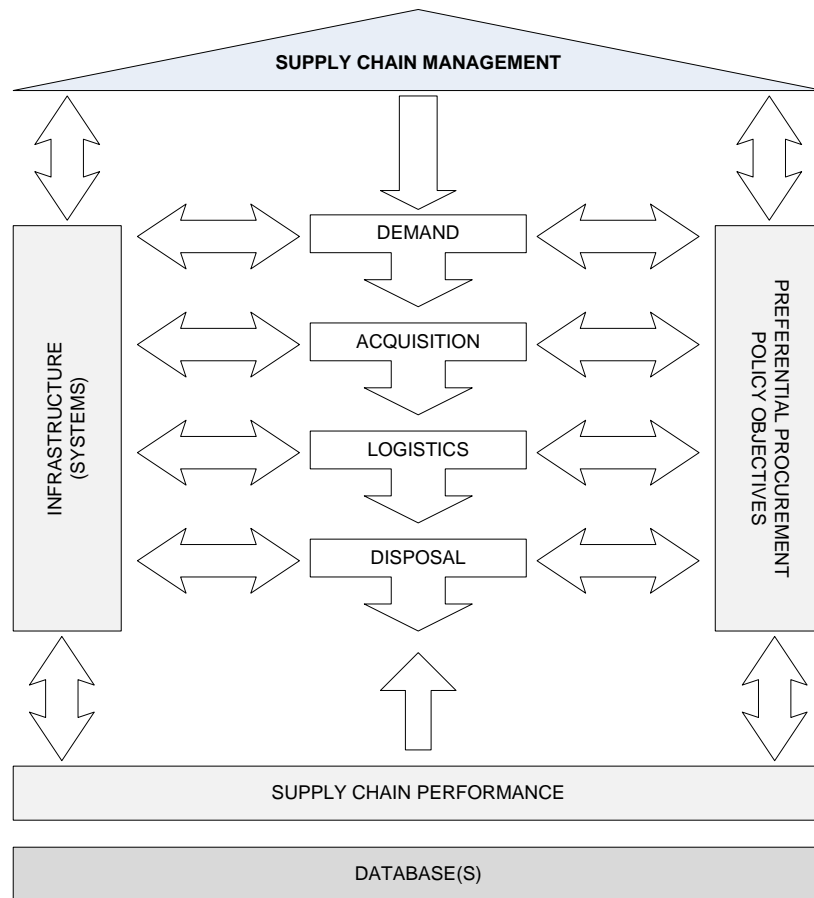 SUPPLY CHAIN MANAGEMENT
DEMAND
ACQUISITION
LOGISTICS
DISPOSAL
INFRASTRUCTURE
(SYSTEMS)
PREFERENTIAL PROCUREMENT
POLICY OBJECTIVES
SUPPLY CHAIN PERFORMANCE
DATABASE(S)